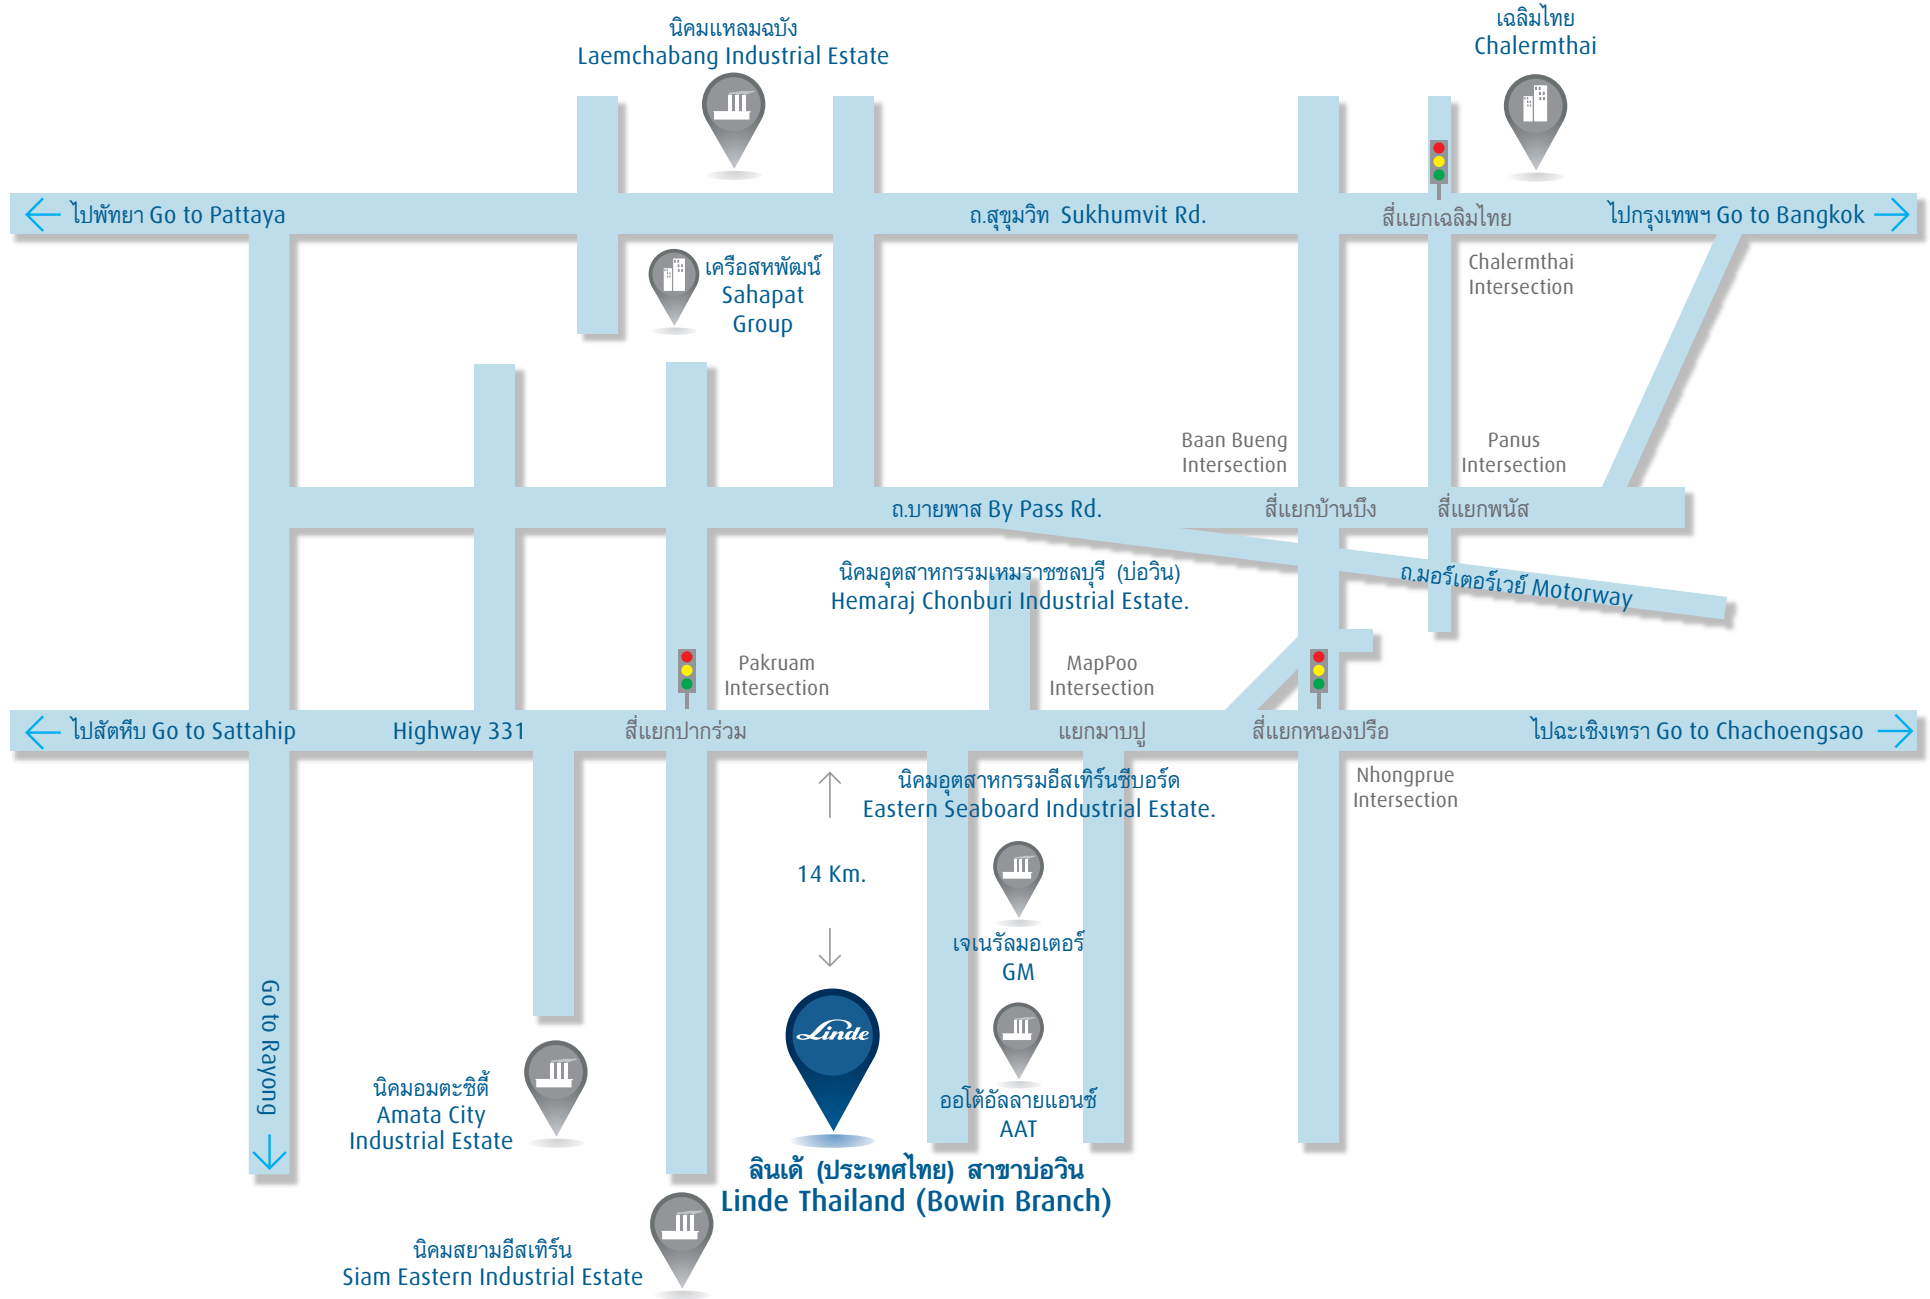 นิคมแหลมฉบัง
Laemchabang Industrial Estate
เฉลิมไทย
Chalermthai
ไปพัทยา Go to Pattaya
ถ.สุขุมวิท Sukhumvit Rd.
สี่แยกเฉลิมไทย
ไปกรุงเทพฯ Go to Bangkok
เครือสหพัฒน์
Sahapat
Group
Chalermthai
Intersection
Baan Bueng
Intersection
Panus
Intersection
ถ.บายพาส By Pass Rd.
สี่แยกบ้านบึง
สี่แยกพนัส
นิคมอุตสาหกรรมเหมราชชลบุรี (บ่อวิน)
Hemaraj Chonburi Industrial Estate.
ถ.มอร์เตอร์เวย์ Motorway
Pakruam
Intersection
MapPoo
Intersection
ไปสัตหีบ Go to Sattahip
Highway 331
สี่แยกปากร่วม
แยกมาบปู
สี่แยกหนองปรือ
ไปฉะเชิงเทรา Go to Chachoengsao
นิคมอุตสาหกรรมอีสเทิร์นซีบอร์ด
Eastern Seaboard Industrial Estate.
Nhongprue
Intersection
14 Km.
เจเนรัลมอเตอร์
GM
Go to Rayong
Linde
นิคมอมตะซิตี้
Amata City
Industrial Estate
ออโต้อัลลายแอนซ์
AAT
ลินเด้ (ประเทศไทย) สาขาบ่อวิน
Linde Thailand (Bowin Branch)
นิคมสยามอีสเทิร์น
Siam Eastern Industrial Estate